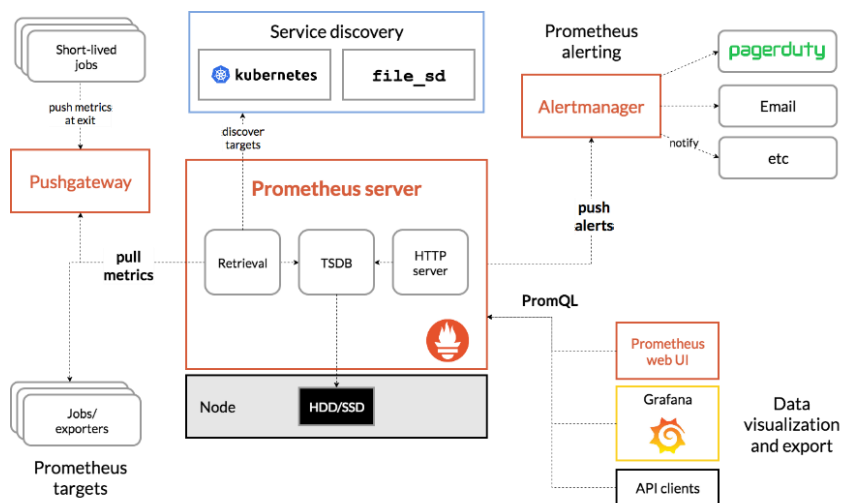 Short-lived
jobs
push metrics
at exit
Pushgateway
pull
metrics
Jobs/
exporters
Prometheus
targets
Service discovery
kubernetes
file_sd
discover
targets
Prometheus server
Retrieval
TSDB
HTTP
server
Node
HDD/SSD
Prometheus
alerting
Alertmanager
pagerduty
Email
etc
notify
push
alerts
PromQL
Prometheus
web UI
Grafana
API clients
Data
visualization
and export